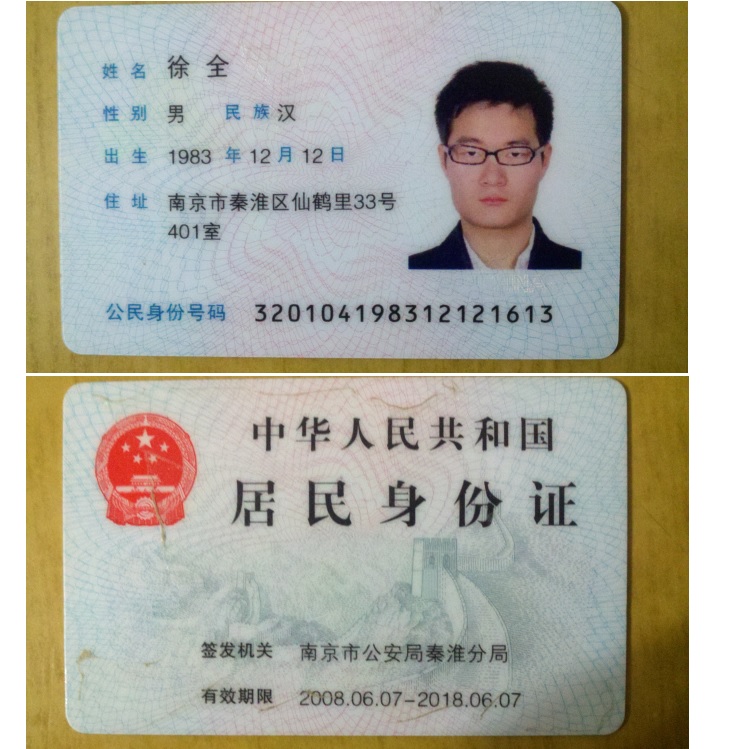 姓名 徐全
性别 男 民族 汉
出生 1983 年 12 月 12 日
住址 南京市秦淮区仙鹤里33号
401室
公民身份号码 320104198312121613
中华人民共和国
居民身份证
签发机关 南京市公安局秦淮分局
有效期限 2008.06.07-2018.06.07